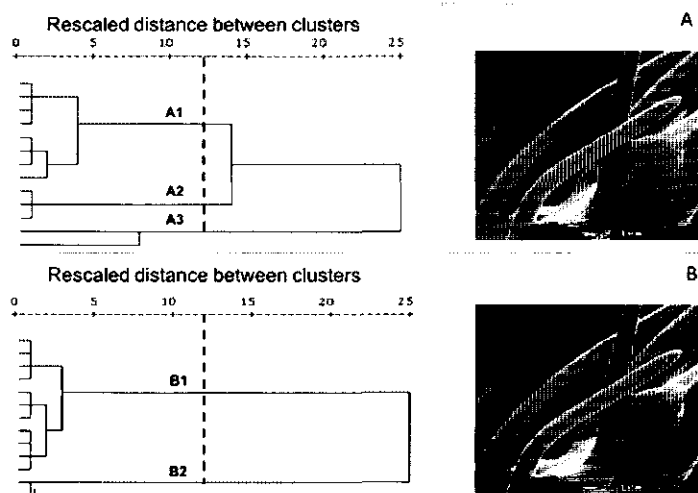 Rescaled distance between clusters
A
0 5 10 15 20 25
A1
A2
A3
Rescaled distance between clusters
B
0 5 10 15 20 25
B1
B2